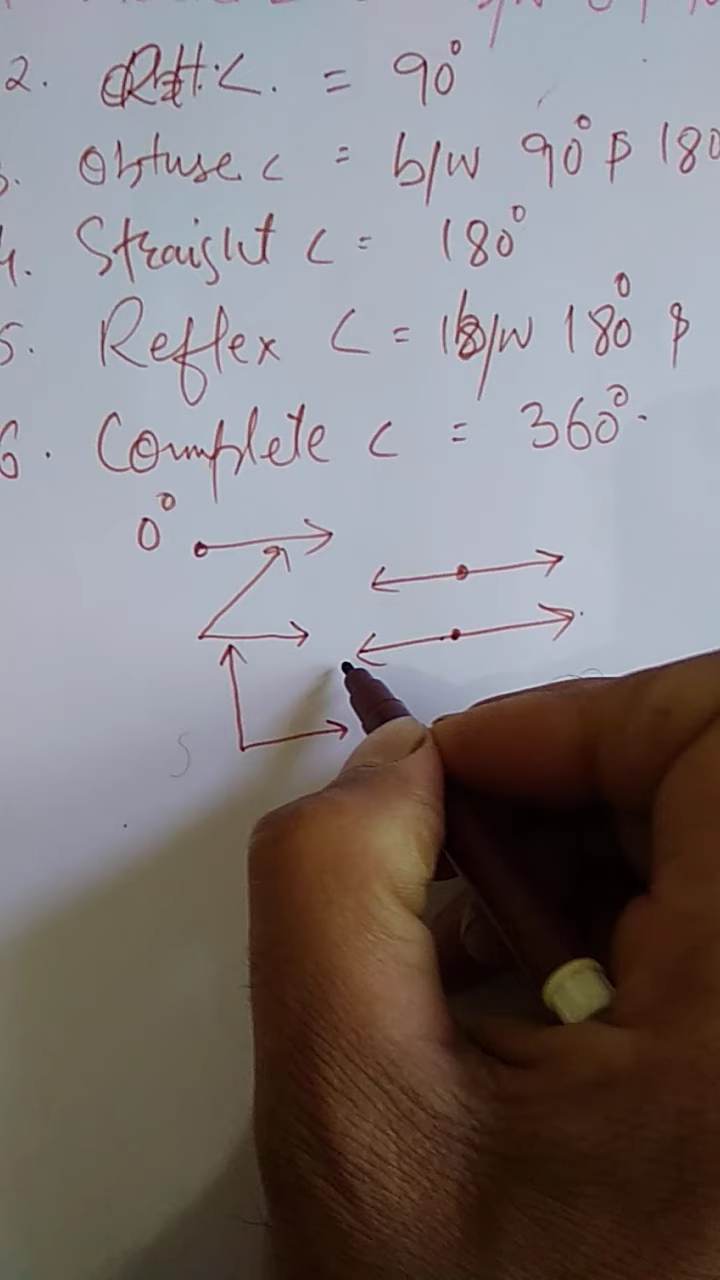 2. Rt. ∠. = 90°
3. Obtuse ∠ = b/w 90° & 180
4. Straight ∠ = 180°
5. Reflex ∠ = b/w 180° &
6. Complete ∠ = 360°.
0°